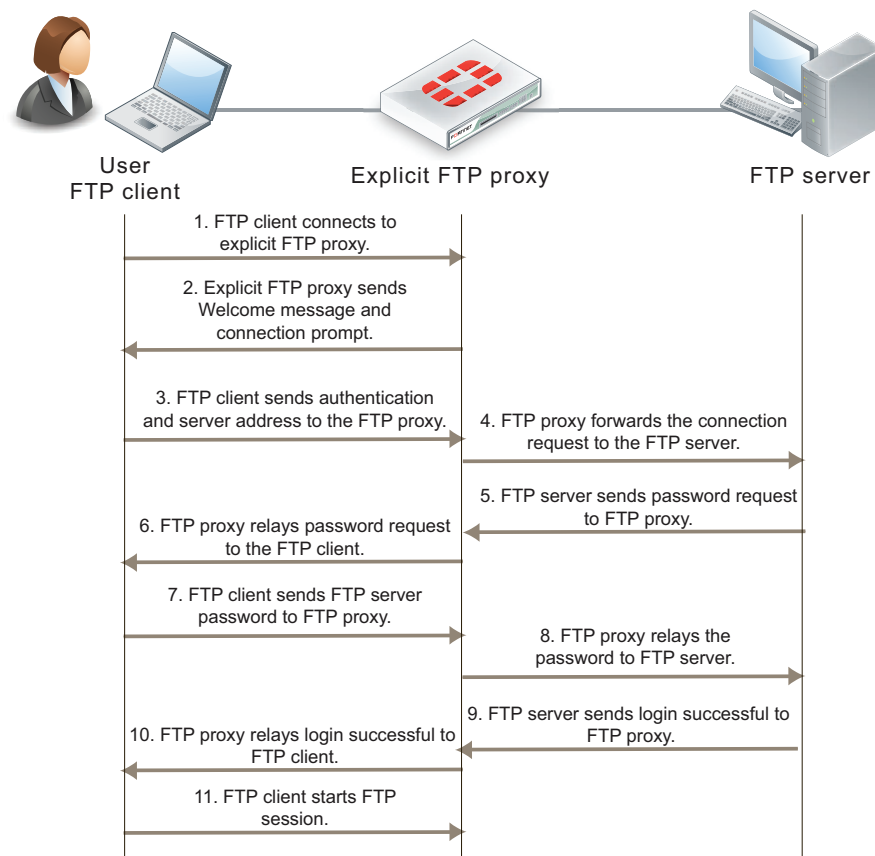 FORTINET
User
FTP client
Explicit FTP proxy
FTP server
1. FTP client connects to
explicit FTP proxy.
2. Explicit FTP proxy sends
Welcome message and
connection prompt.
3. FTP client sends authentication
and server address to the FTP proxy.
4. FTP proxy forwards the connection
request to the FTP server.
5. FTP server sends password request
to FTP proxy.
6. FTP proxy relays password request
to the FTP client.
7. FTP client sends FTP server
password to FTP proxy.
8. FTP proxy relays the
password to FTP server.
9. FTP server sends login successful to
FTP proxy.
10. FTP proxy relays login successful to
FTP client.
11. FTP client starts FTP
session.